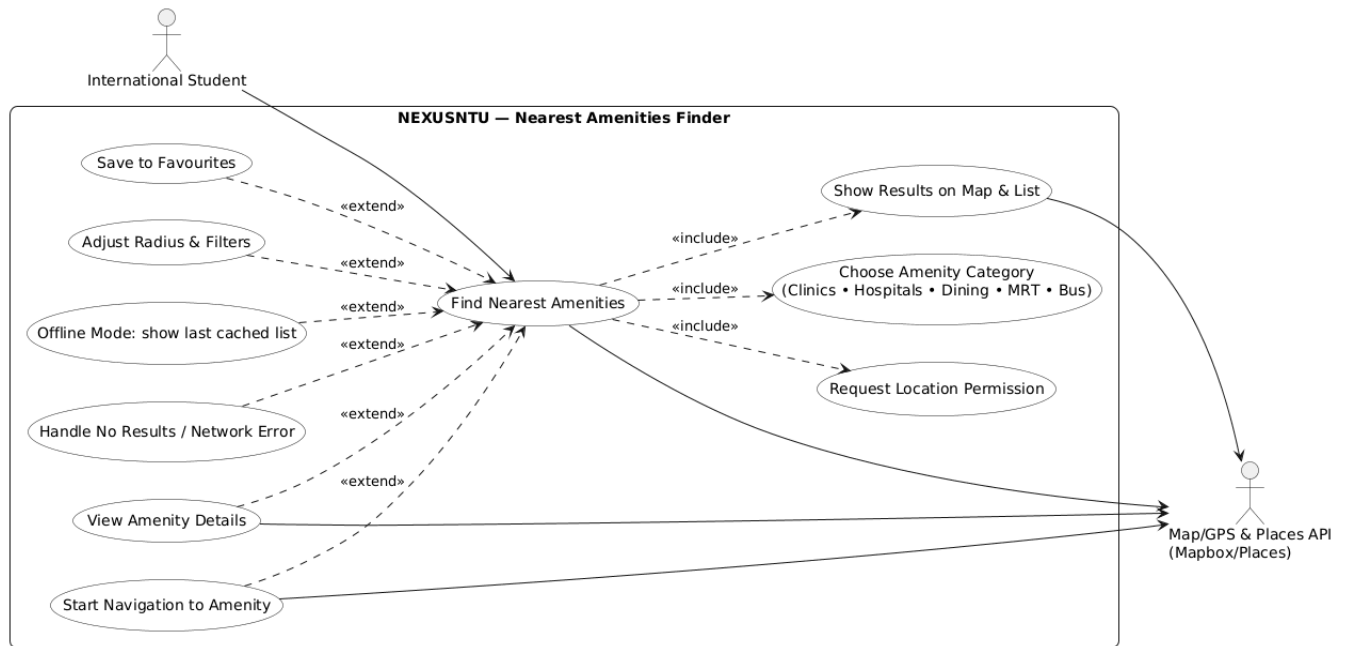 International Student
NEXUSNTU — Nearest Amenities Finder
Save to Favourites
«extend»
Show Results on Map & List
Adjust Radius & Filters
«extend»
«include»
Choose Amenity Category
(Clinics • Hospitals • Dining • MRT • Bus)
«include»
Find Nearest Amenities
Offline Mode: show last cached list
«extend»
«include»
«extend»
Request Location Permission
Handle No Results / Network Error
«extend»
«extend»
View Amenity Details
Map/GPS & Places API
(Mapbox/Places)
Start Navigation to Amenity